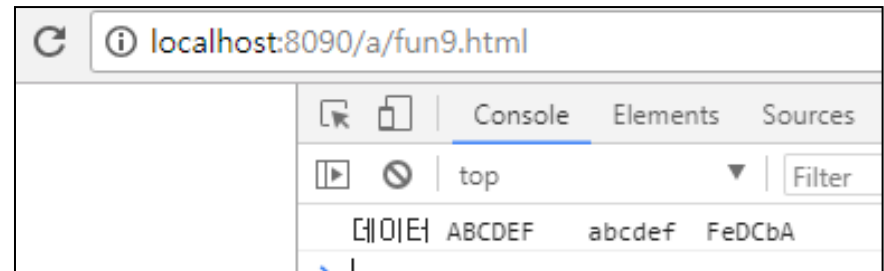 localhost:8090/a/fun9.html
Console Elements Sources
top Filter
데이터 ABCDEF abcdef FeDCbA